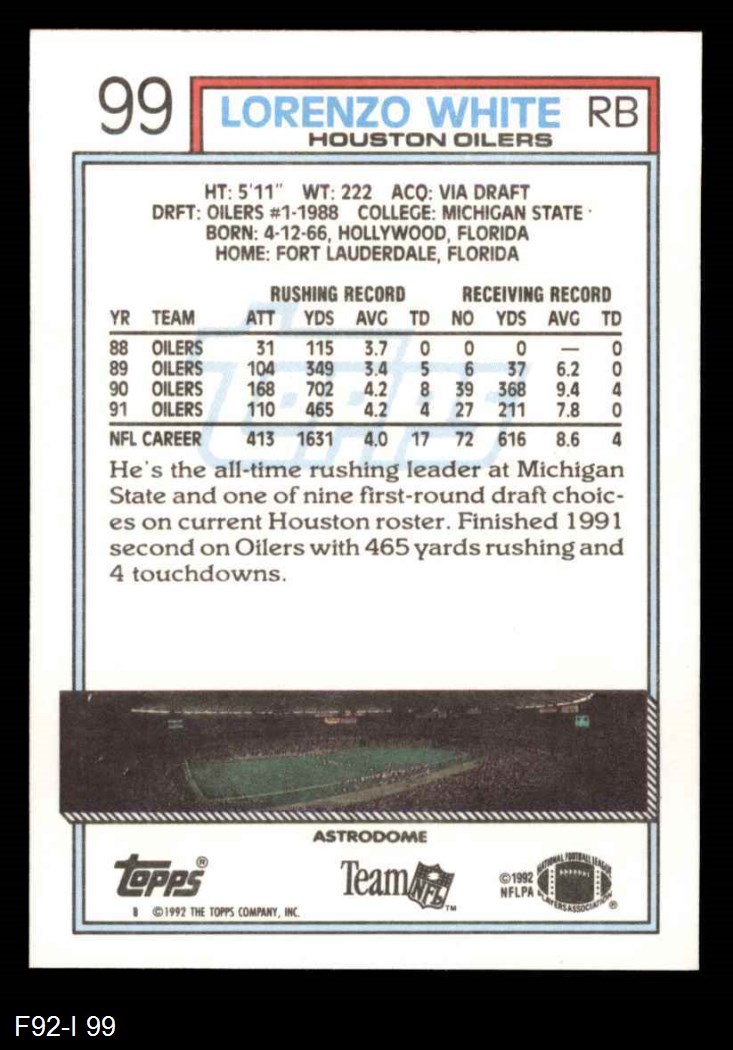 99 LORENZO WHITE RB
HOUSTON OILERS
HT: 5'11" WT: 222 ACQ: VIA DRAFT
DRFT: OILERS #1-1988 COLLEGE: MICHIGAN STATE
BORN: 4-12-66, HOLLYWOOD, FLORIDA
HOME: FORT LAUDERDALE, FLORIDA
RUSHING RECORD RECEIVING RECORD
YR TEAM ATT YDS AVG TD NO YDS AVG TD
88 OILERS 31 115 3.7 0 0 0 — 0
89 OILERS 104 349 3.4 5 6 37 6.2 0
90 OILERS 168 702 4.2 8 39 368 9.4 4
91 OILERS 110 465 4.2 4 27 211 7.8 0
NFL CAREER 413 1631 4.0 17 72 616 8.6 4
Topps
He's the all-time rushing leader at Michigan
State and one of nine first-round draft choic-
es on current Houston roster. Finished 1991
second on Oilers with 465 yards rushing and
4 touchdowns.
ASTRODOME
Topps® Team NFL™ ©1992
NFLPA NATIONAL FOOTBALL LEAGUE
PLAYERS ASSOCIATION®
©1992 THE TOPPS COMPANY, INC.
F92-I 99